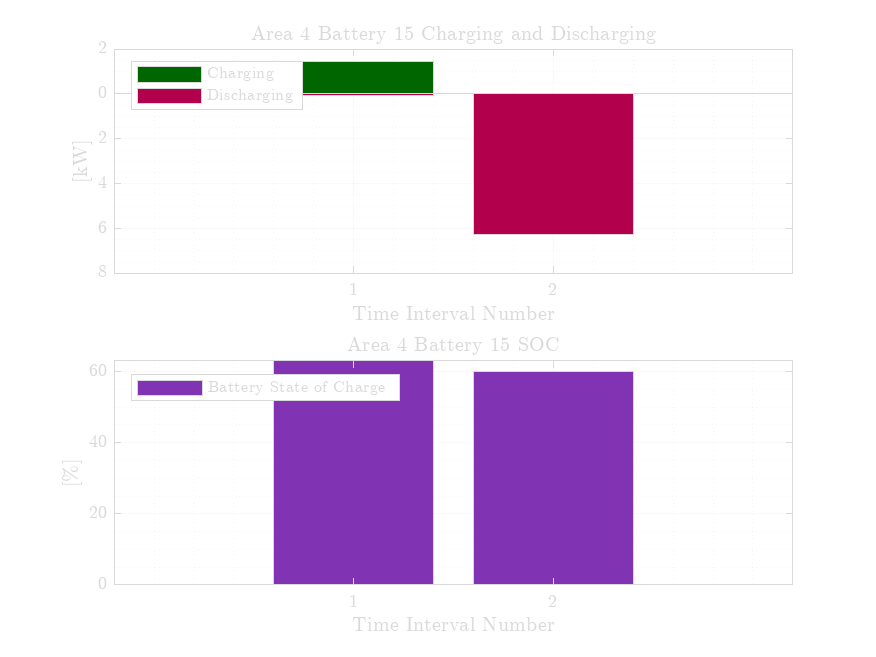 Area 4 Battery 15 Charging and Discharging
2
0
2
4
6
8
[kW]
Charging
Discharging
1 2
Time Interval Number
Area 4 Battery 15 SOC
60
40
20
0
[%]
Battery State of Charge
1 2
Time Interval Number